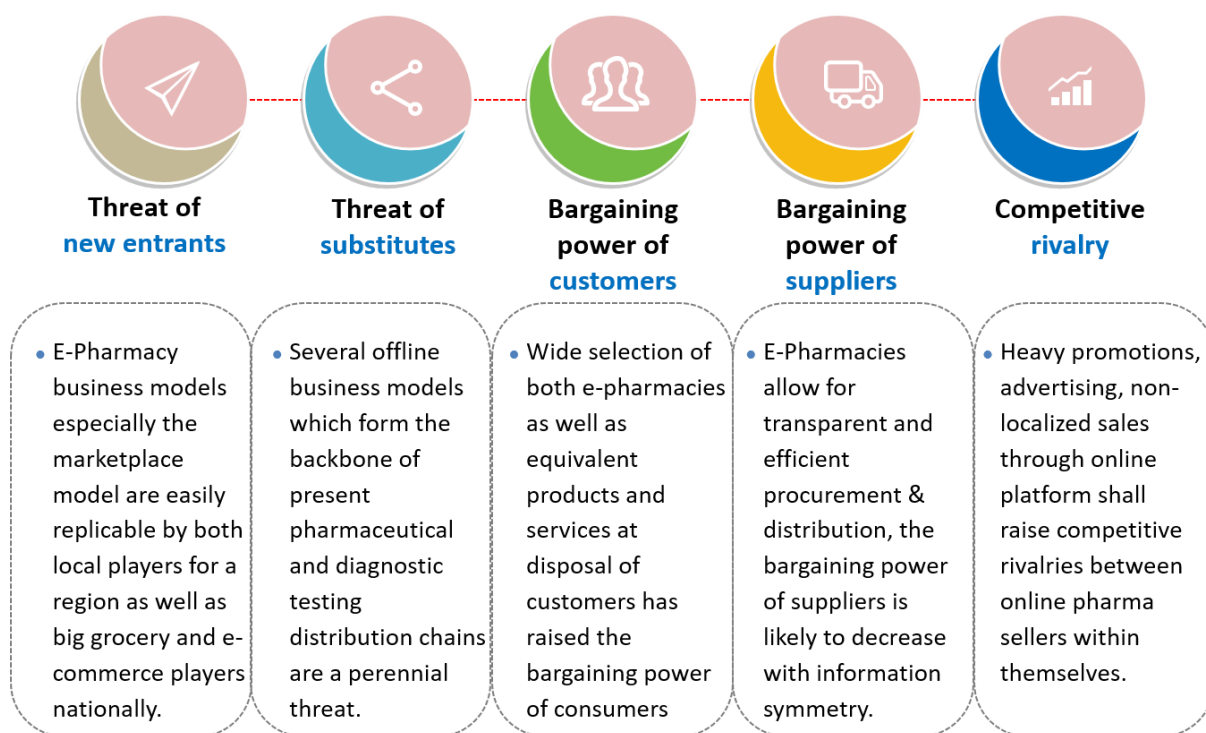 Threat of
new entrants
Threat of
substitutes
Bargaining
power of
customers
Bargaining
power of
suppliers
Competitive
rivalry
• E-Pharmacy
business models
especially the
marketplace
model are easily
replicable by both
local players for a
region as well as
big grocery and e-
commerce players
nationally.
• Several offline
business models
which form the
backbone of
present
pharmaceutical
and diagnostic
testing
distribution chains
are a perennial
threat.
• Wide selection of
both e-pharmacies
as well as
equivalent
products and
services at
disposal of
customers has
raised the
bargaining power
of consumers
• E-Pharmacies
allow for
transparent and
efficient
procurement &
distribution, the
bargaining power
of suppliers is
likely to decrease
with information
symmetry.
• Heavy promotions,
advertising, non-
localized sales
through online
platform shall
raise competitive
rivalries between
online pharma
sellers within
themselves.